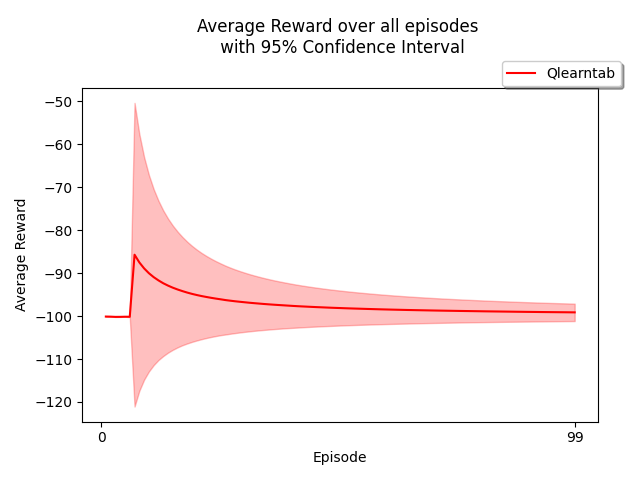 Average Reward over all episodes
with 95% Confidence Interval
Qlearntab
−50
−60
−70
−80
−90
−100
−110
−120
Average Reward
0
99
Episode